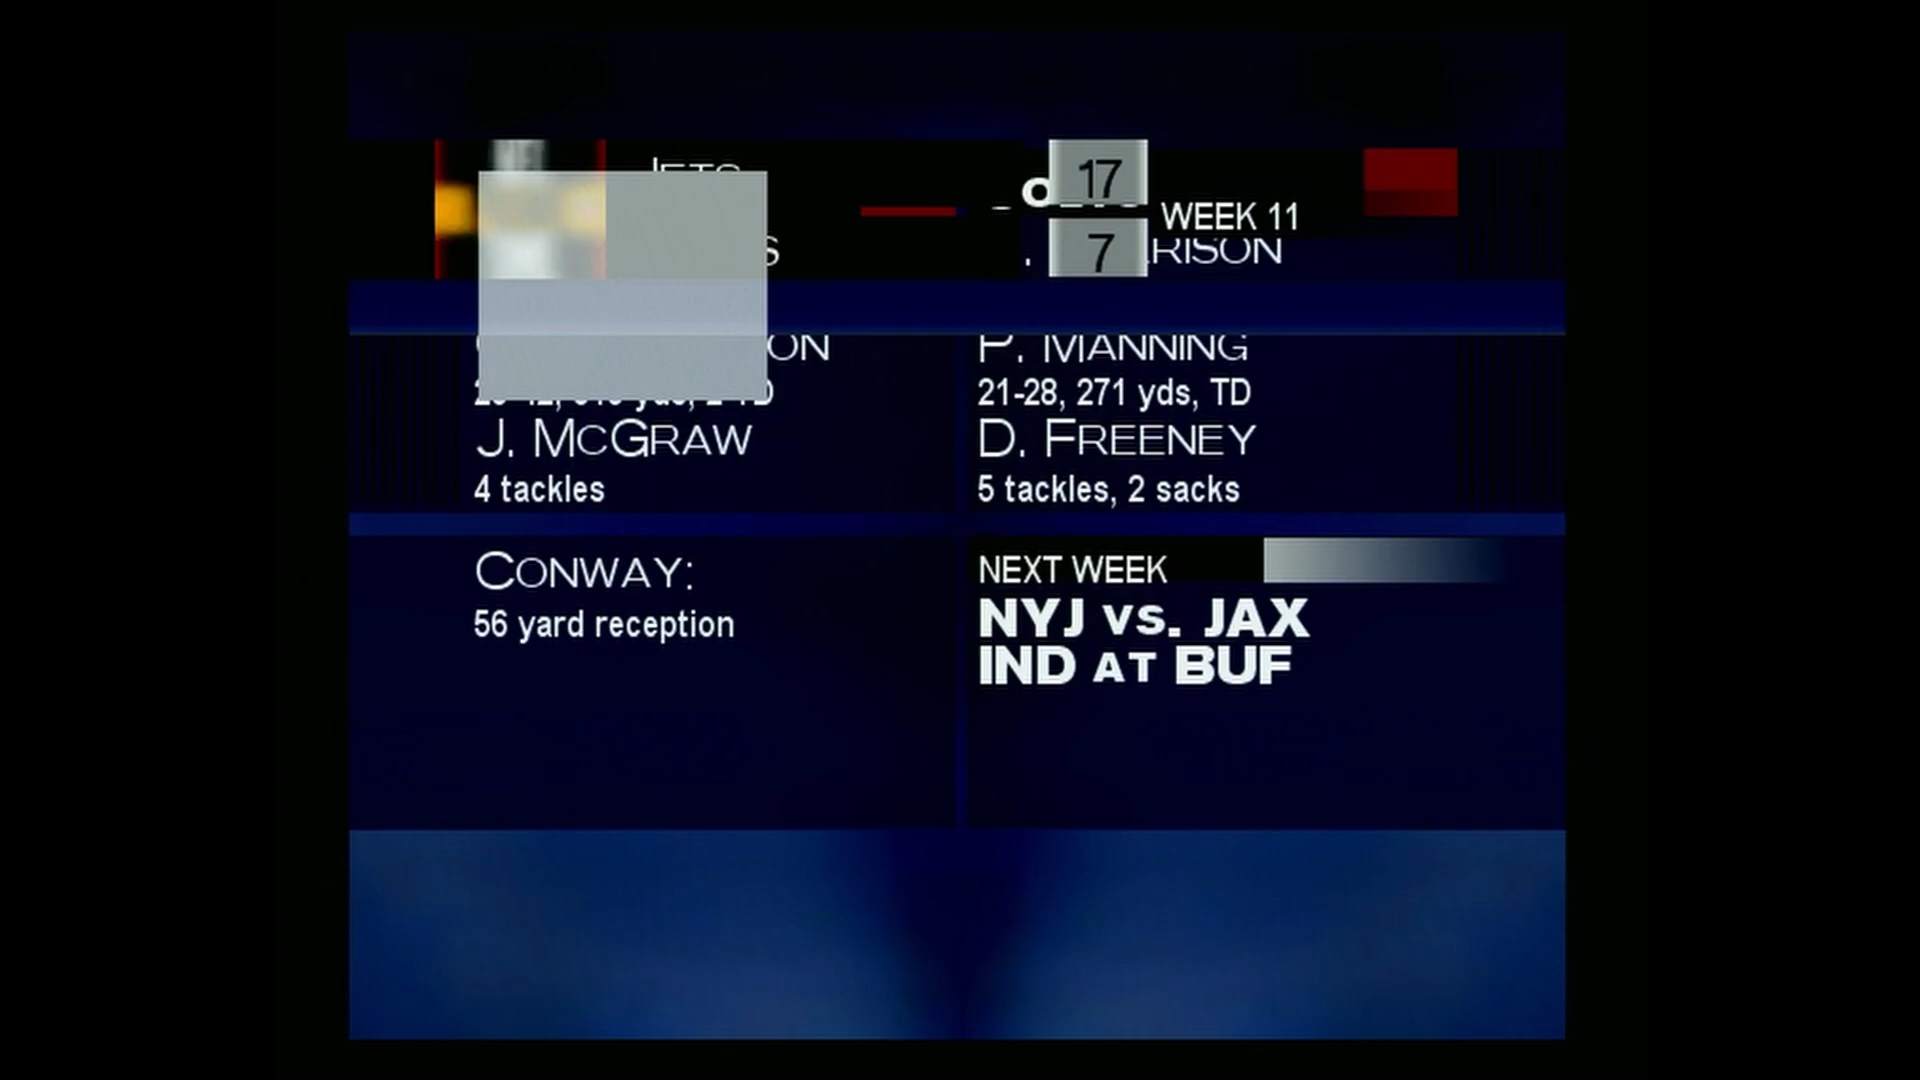 JETS
17
WEEK 11
7
P. MANNING
21-28, 271 yds, TD
J. MCGRAW
D. FREENEY
4 tackles
5 tackles, 2 sacks
CONWAY:
56 yard reception
NEXT WEEK
NYJ VS. JAX
IND AT BUF